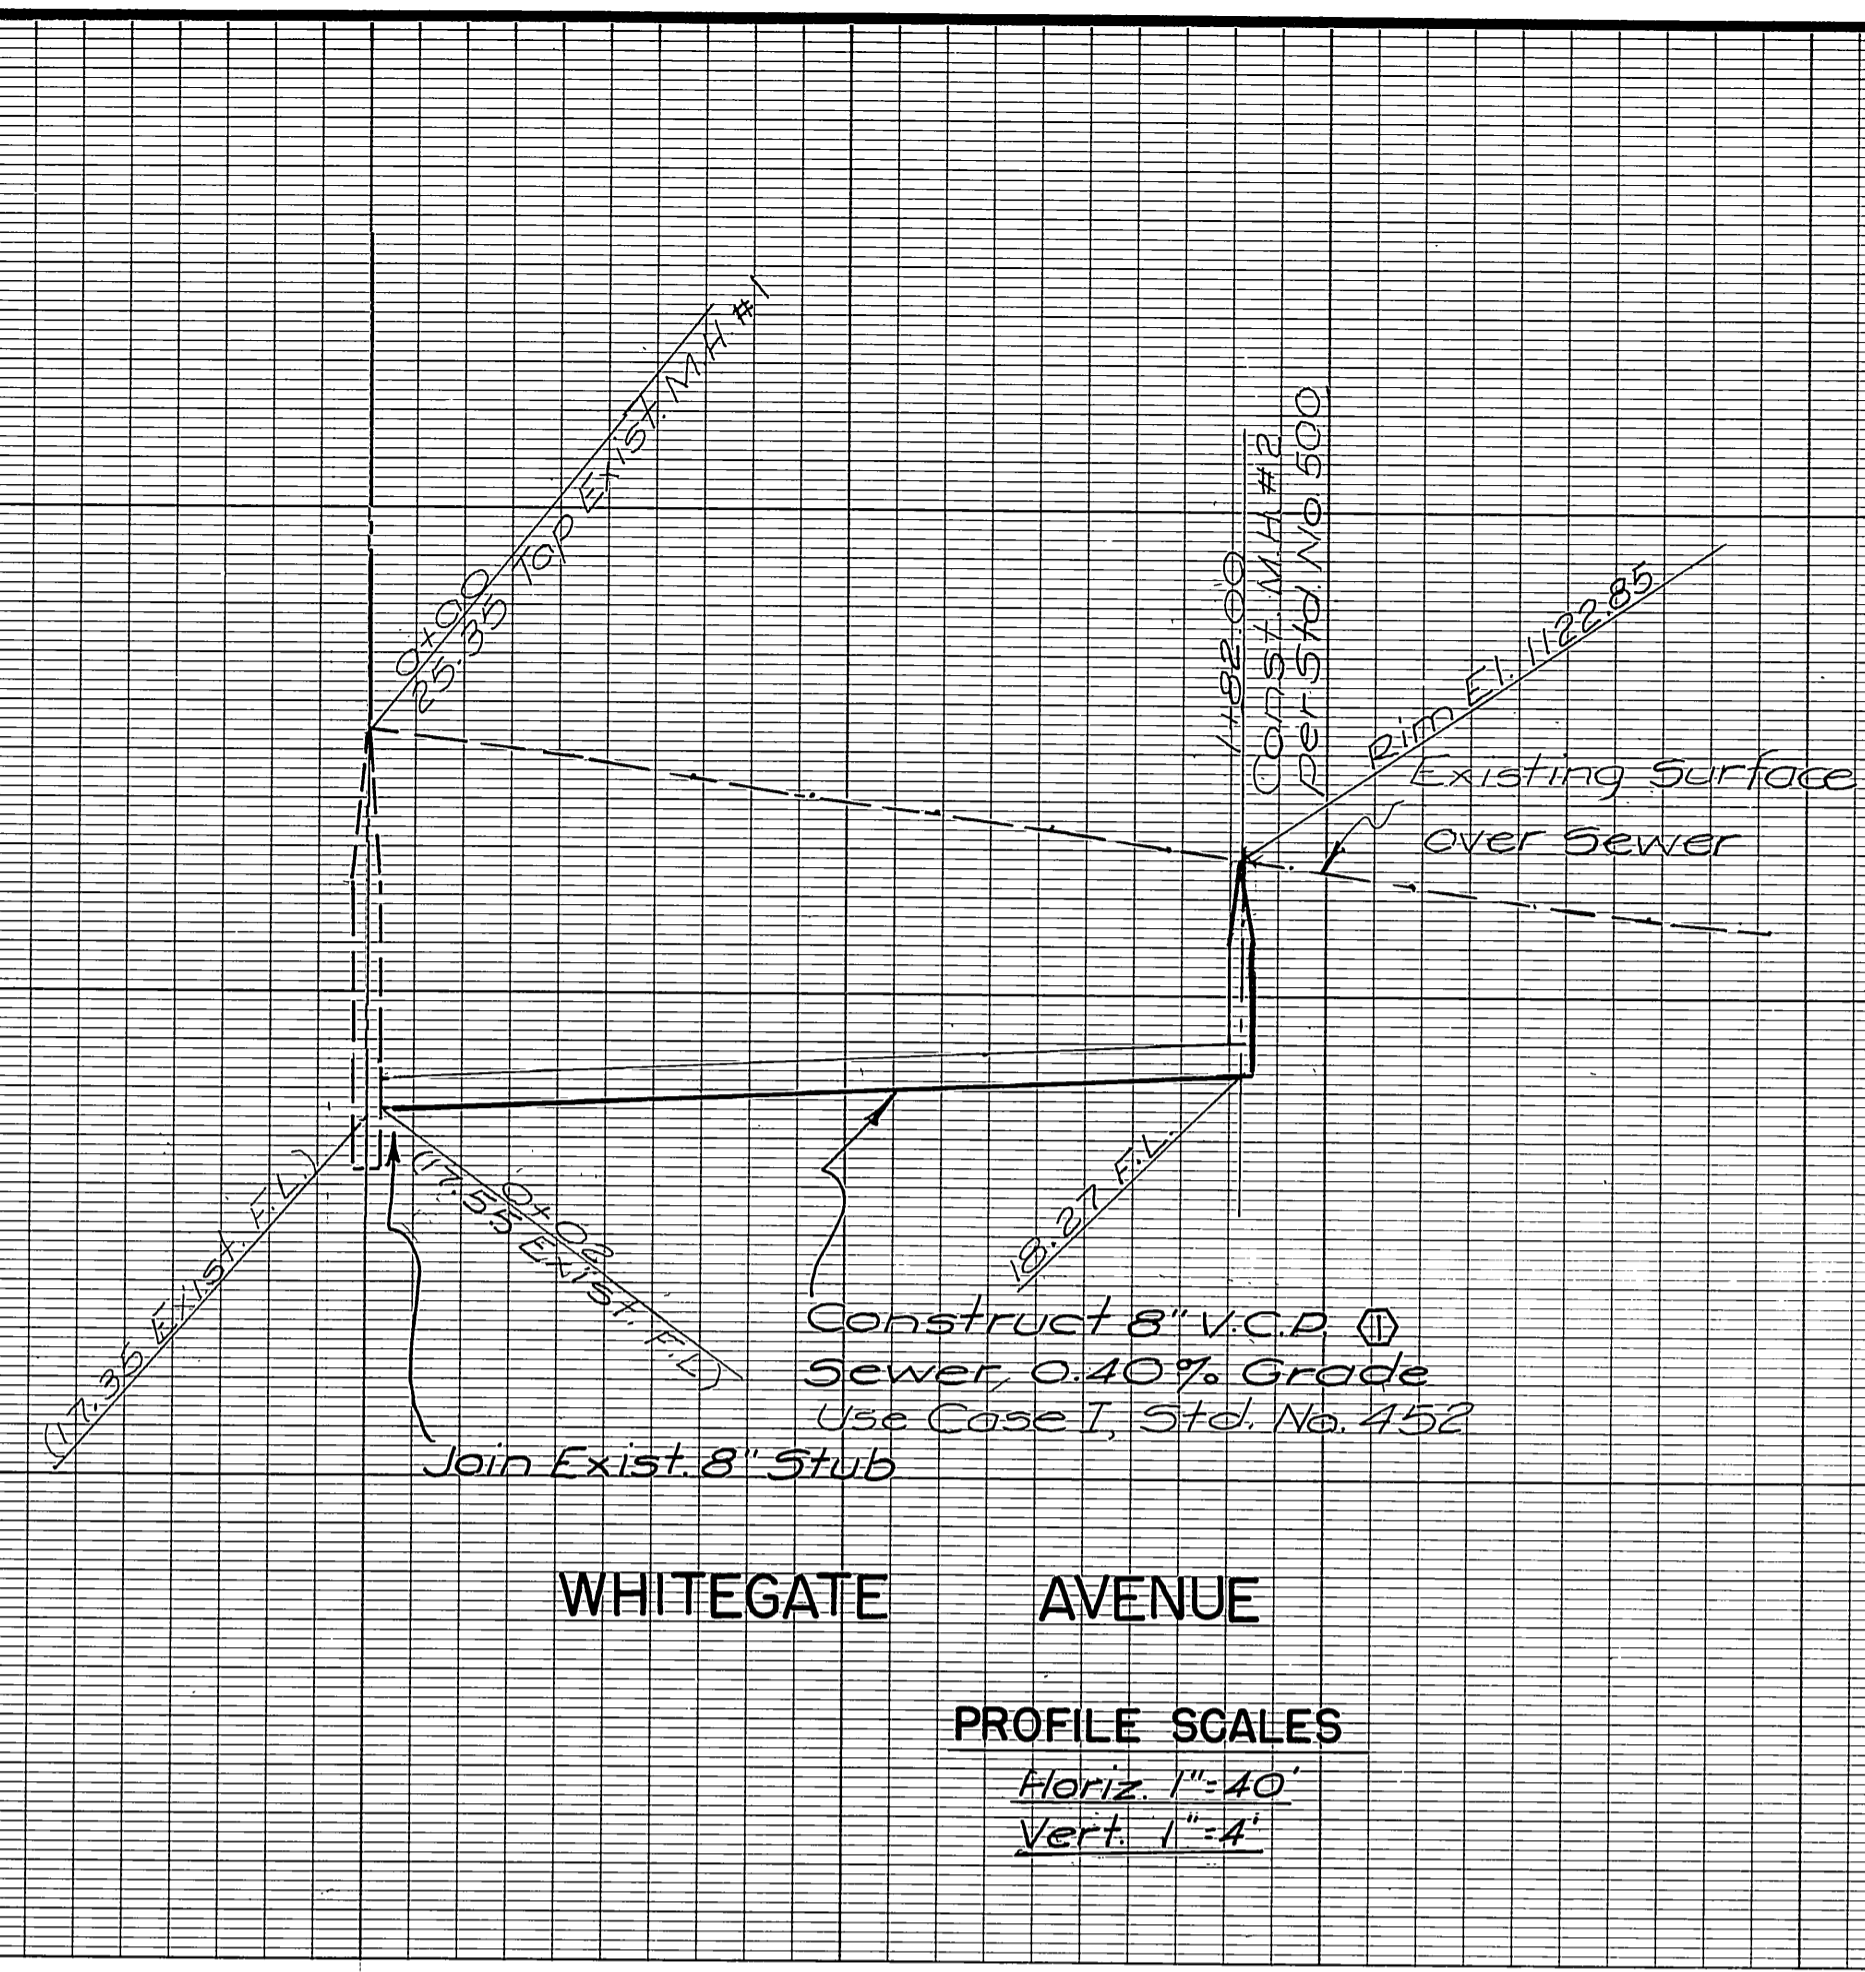 0+00
25.35 TOP Exist. M.H. #1
1+82.00
Const. M.H. #2
per Std. No. 500
Rim El. 1122.85
Existing Surface
over Sewer
(17.35 Exist. F.L.)
0+02
(17.55 Exist. F.L.)
18.27 F.L.
Construct 8" V.C.P. 11
Sewer, 0.40% Grade
Use Case I, Std. No. 452
Join Exist. 8" Stub
WHITEGATE AVENUE
PROFILE SCALES
Horiz. 1"=40'
Vert. 1"=4'